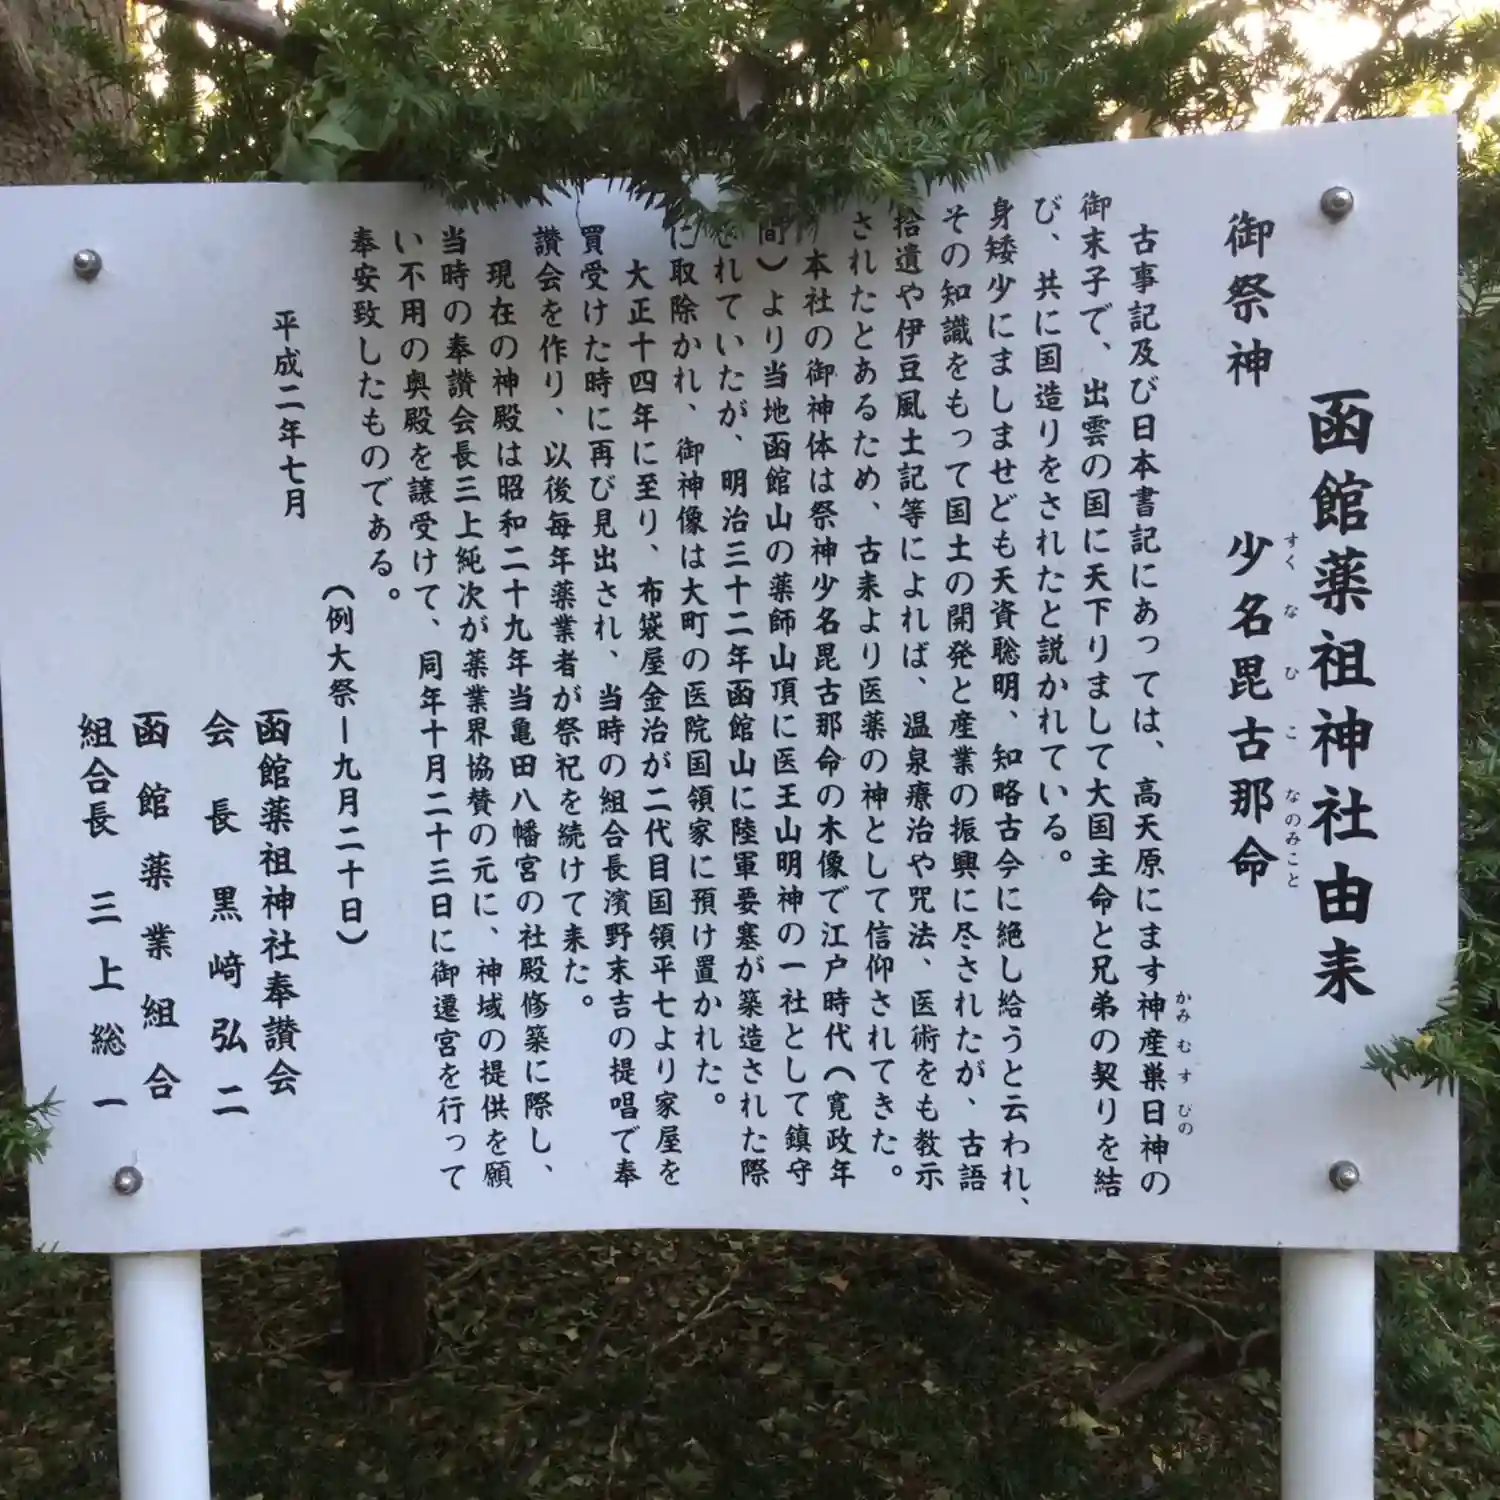 函館薬祖神社由来
御祭神 少名毘古那命
すくなひこなのみこと
古事記及び日本書記にあっては、高天原にます神産巣日神の
かみむすびの
御末子で、出雲の国に天下りまして大国主命と兄弟の契りを結
び、共に国造りをされたと説かれている。
身矮少にましませども天資聡明、知略古今に絶し給うと云われ、
その知識をもって国土の開発と産業の振興に尽されたが、古語
拾遺や伊豆風土記等によれば、温泉療治や咒法、医術をも教示
されたとあるため、古来より医薬の神として信仰されてきた。
本社の御神体は祭神少名毘古那命の木像で江戸時代(寛政年
間)より当地函館山の薬師山頂に医王山明神の一社として鎮守
されていたが、明治三十二年函館山に陸軍要塞が築造された際
に取除かれ、御神像は大町の医院国領家に預け置かれた。
大正十四年に至り、布袋屋金治が二代目国領平七より家屋を
買受けた時に再び見出され、当時の組合長濱野末吉の提唱で奉
讃会を作り、以後毎年薬業者が祭祀を続けて来た。
現在の神殿は昭和二十九年当亀田八幡宮の社殿修築に際し、
当時の奉讃会長三上純次が薬業界協賛の元に、神域の提供を願
い不用の奥殿を譲受けて、同年十月二十三日に御遷宮を行って
奉安致したものである。
(例大祭ー九月二十日)
平成二年七月
函館薬祖神社奉讃会
会長 黒﨑弘二
函館薬業組合
組合長 三上総一